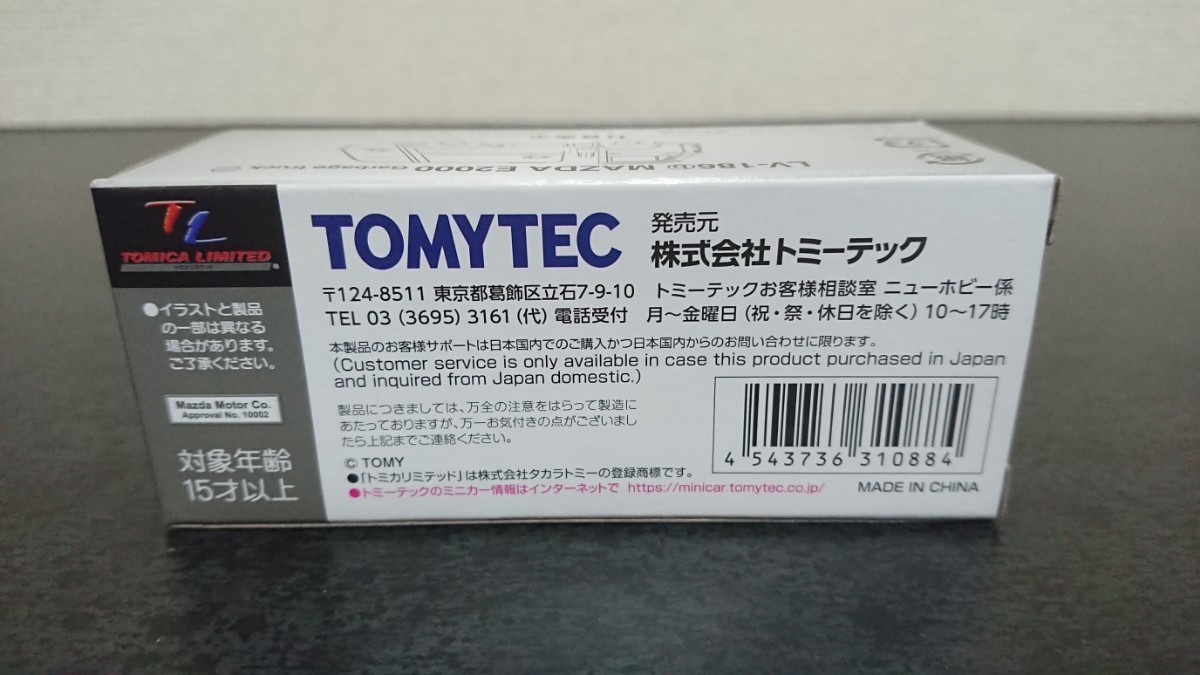 LV-186b MAZDA E2000 Garbage truck
TL
TOMICA LIMITED
●イラストと製品
の一部は異なる
場合があります。
ご了承ください。
Mazda Motor Co.
Approval No. 10002
対象年齢
15才以上
TOMYTEC
発売元
株式会社トミーテック
〒124-8511 東京都葛飾区立石7-9-10 トミーテックお客様相談室 ニューホビー係
TEL 03 (3695) 3161 (代) 電話受付 月〜金曜日 (祝・祭・休日を除く) 10〜17時
本製品のお客様サポートは日本国内でのご購入かつ日本国内からのお問い合わせに限ります。
(Customer service is only available in case this product purchased in Japan
and inquired from Japan domestic.)
製品につきましては、万全の注意をはらって製造に
あたっておりますが、万一お気付きの点がございまし
たら上記までご連絡ください。
© TOMY
●「トミカリミテッド」は株式会社タカラトミーの登録商標です。
●トミーテックのミニカー情報はインターネットで https://minicar.tomytec.co.jp/
4 543736 310884
MADE IN CHINA